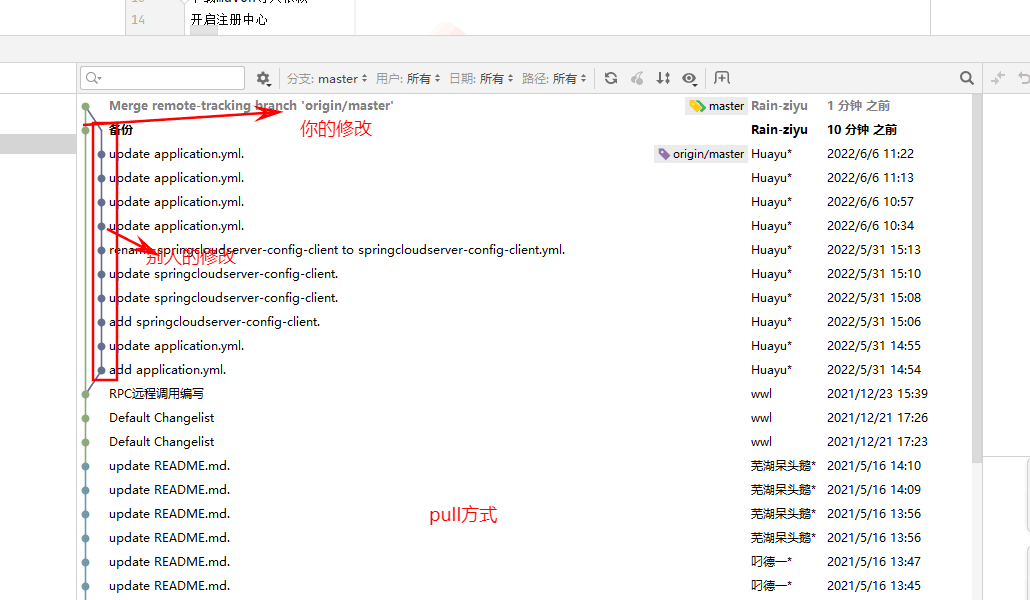 14 开启注册中心
分支: master 用户: 所有 日期: 所有 路径: 所有
Merge remote-tracking branch 'origin/master' master Rain-ziyu 1 分钟 之前
你的修改
备份 Rain-ziyu 10 分钟 之前
update application.yml. origin/master Huayu* 2022/6/6 11:22
update application.yml. Huayu* 2022/6/6 11:13
update application.yml. Huayu* 2022/6/6 10:57
update application.yml. Huayu* 2022/6/6 10:34
rename springcloudserver-config-client to springcloudserver-config-client.yml. Huayu* 2022/5/31 15:13
别人的修改
update springcloudserver-config-client. Huayu* 2022/5/31 15:10
update springcloudserver-config-client. Huayu* 2022/5/31 15:08
add springcloudserver-config-client. Huayu* 2022/5/31 15:06
update application.yml. Huayu* 2022/5/31 14:55
add application.yml. Huayu* 2022/5/31 14:54
RPC远程调用编写 wwl 2021/12/23 15:39
Default Changelist wwl 2021/12/21 17:26
Default Changelist wwl 2021/12/21 17:23
update README.md. 芜湖呆头鹅* 2021/5/16 14:10
update README.md. 芜湖呆头鹅* 2021/5/16 14:09
update README.md. 芜湖呆头鹅* 2021/5/16 13:56
pull方式
update README.md. 芜湖呆头鹅* 2021/5/16 13:56
update README.md. 叼德一* 2021/5/16 13:47
update README.md. 叼德一* 2021/5/16 13:45